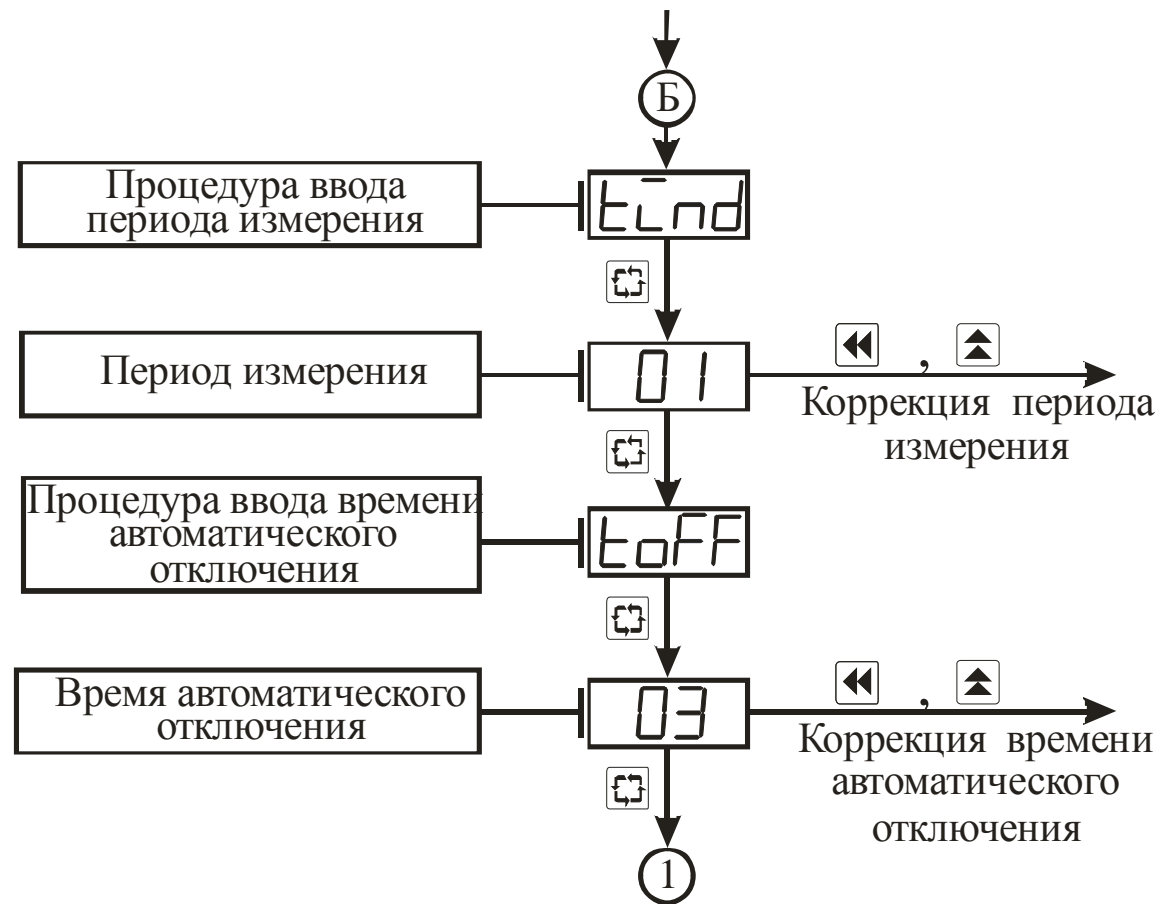 Б
Процедура ввода
периода измерения
tind
Период измерения
01
,
Коррекция периода
измерения
Процедура ввода времени
автоматического
отключения
toFF
Время автоматического
отключения
03
,
Коррекция времени
автоматического
отключения
1